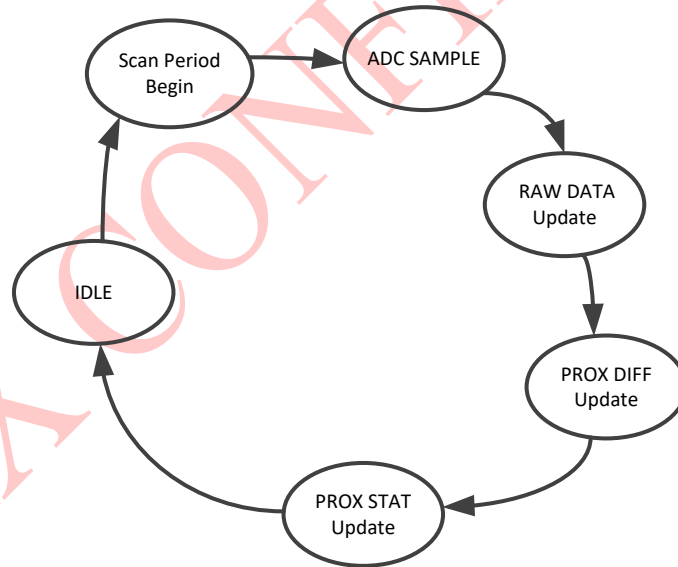 Scan Period
Begin
ADC SAMPLE
RAW DATA
Update
PROX DIFF
Update
PROX STAT
Update
IDLE